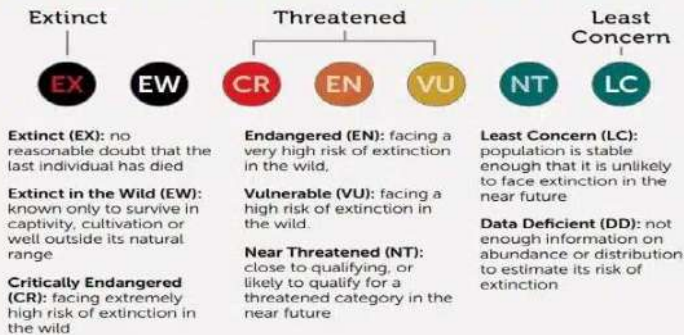 Extinct
Threatened
Least
Concern
EX
EW
CR
EN
VU
NT
LC
Extinct (EX): no
reasonable doubt that the
last individual has died
Extinct in the Wild (EW):
known only to survive in
captivity, cultivation or
well outside its natural
range
Critically Endangered
(CR): facing extremely
high risk of extinction in
the wild
Endangered (EN): facing a
very high risk of extinction
in the wild,
Vulnerable (VU): facing a
high risk of extinction in
the wild.
Near Threatened (NT):
close to qualifying, or
likely to qualify for a
threatened category in the
near future
Least Concern (LC):
population is stable
enough that it is unlikely
to face extinction in the
near future
Data Deficient (DD): not
enough information on
abundance or distribution
to estimate its risk of
extinction